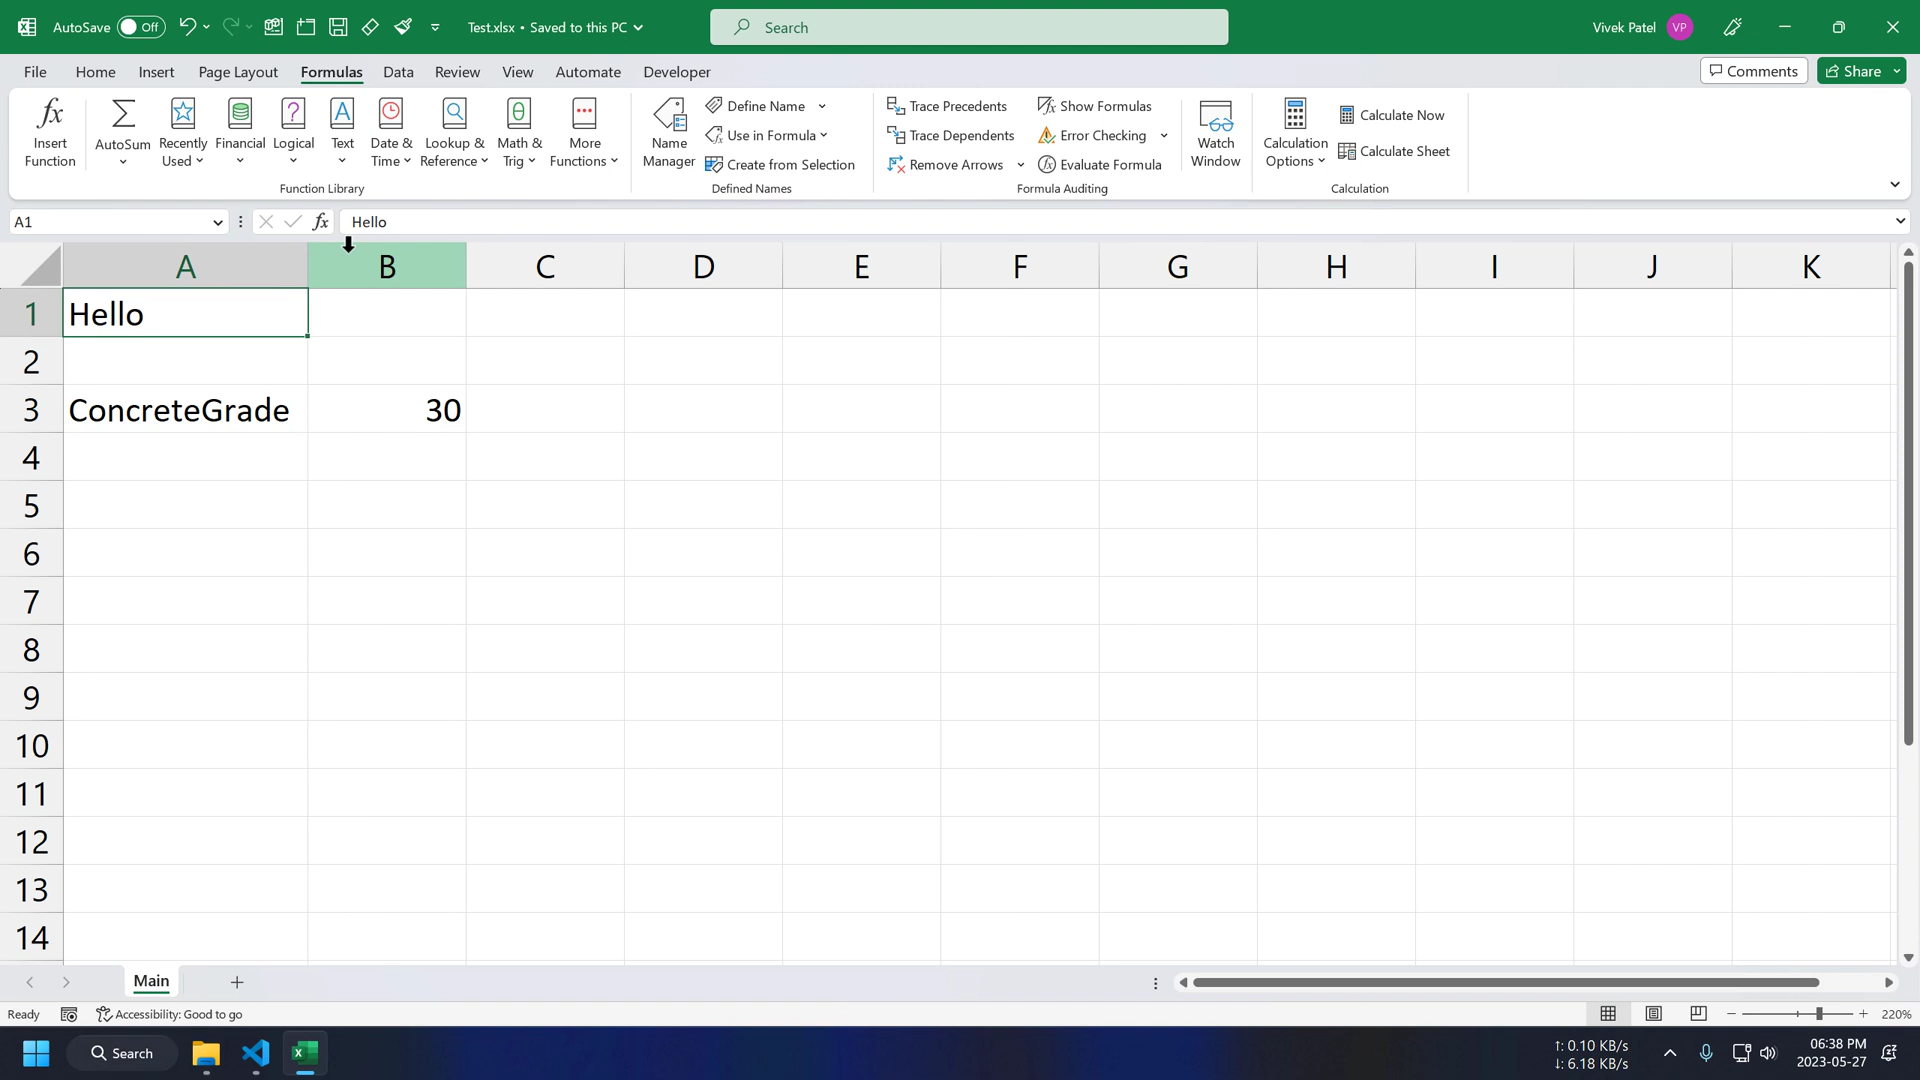 AutoSave Off Test.xlsx • Saved to this PC Search Vivek Patel VP
File Home Insert Page Layout Formulas Data Review View Automate Developer Comments Share
Insert Function
AutoSum
Recently Used
Financial
Logical
Text
Date & Time
Lookup & Reference
Math & Trig
More Functions
Function Library
Name Manager
Define Name
Use in Formula
Create from Selection
Defined Names
Trace Precedents
Trace Dependents
Remove Arrows
Show Formulas
Error Checking
Evaluate Formula
Formula Auditing
Watch Window
Calculation Options
Calculate Now
Calculate Sheet
Calculation
A1 fx Hello
A B C D E F G H I J K
1 Hello
2
3 ConcreteGrade 30
4
5
6
7
8
9
10
11
12
13
14
Main
Ready Accessibility: Good to go 220%
Search ↑: 0.10 KB/s 06:38 PM
↓: 6.18 KB/s 2023-05-27